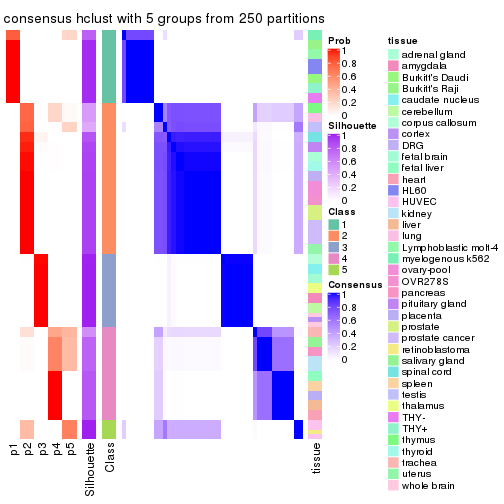 consensus hclust with 5 groups from 250 partitions
Prob
1
0.8
0.6
0.4
0.2
0
Silhouette
1
0.8
0.6
0.4
0.2
0
Class
1
2
3
4
5
Consensus
1
0.8
0.6
0.4
0.2
0
tissue
adrenal gland
amygdala
Burkitt's Daudi
Burkitt's Raji
caudate nucleus
cerebellum
corpus callosum
cortex
DRG
fetal brain
fetal liver
heart
HL60
HUVEC
kidney
liver
lung
Lymphoblastic molt-4
myelogenous k562
ovary-pool
OVR278S
pancreas
pituitary gland
placenta
prostate
prostate cancer
retinoblastoma
salivary gland
spinal cord
spleen
testis
thalamus
THY-
THY+
thymus
thyroid
trachea
uterus
whole brain
p1
p2
p3
p4
p5
Silhouette
Class
tissue